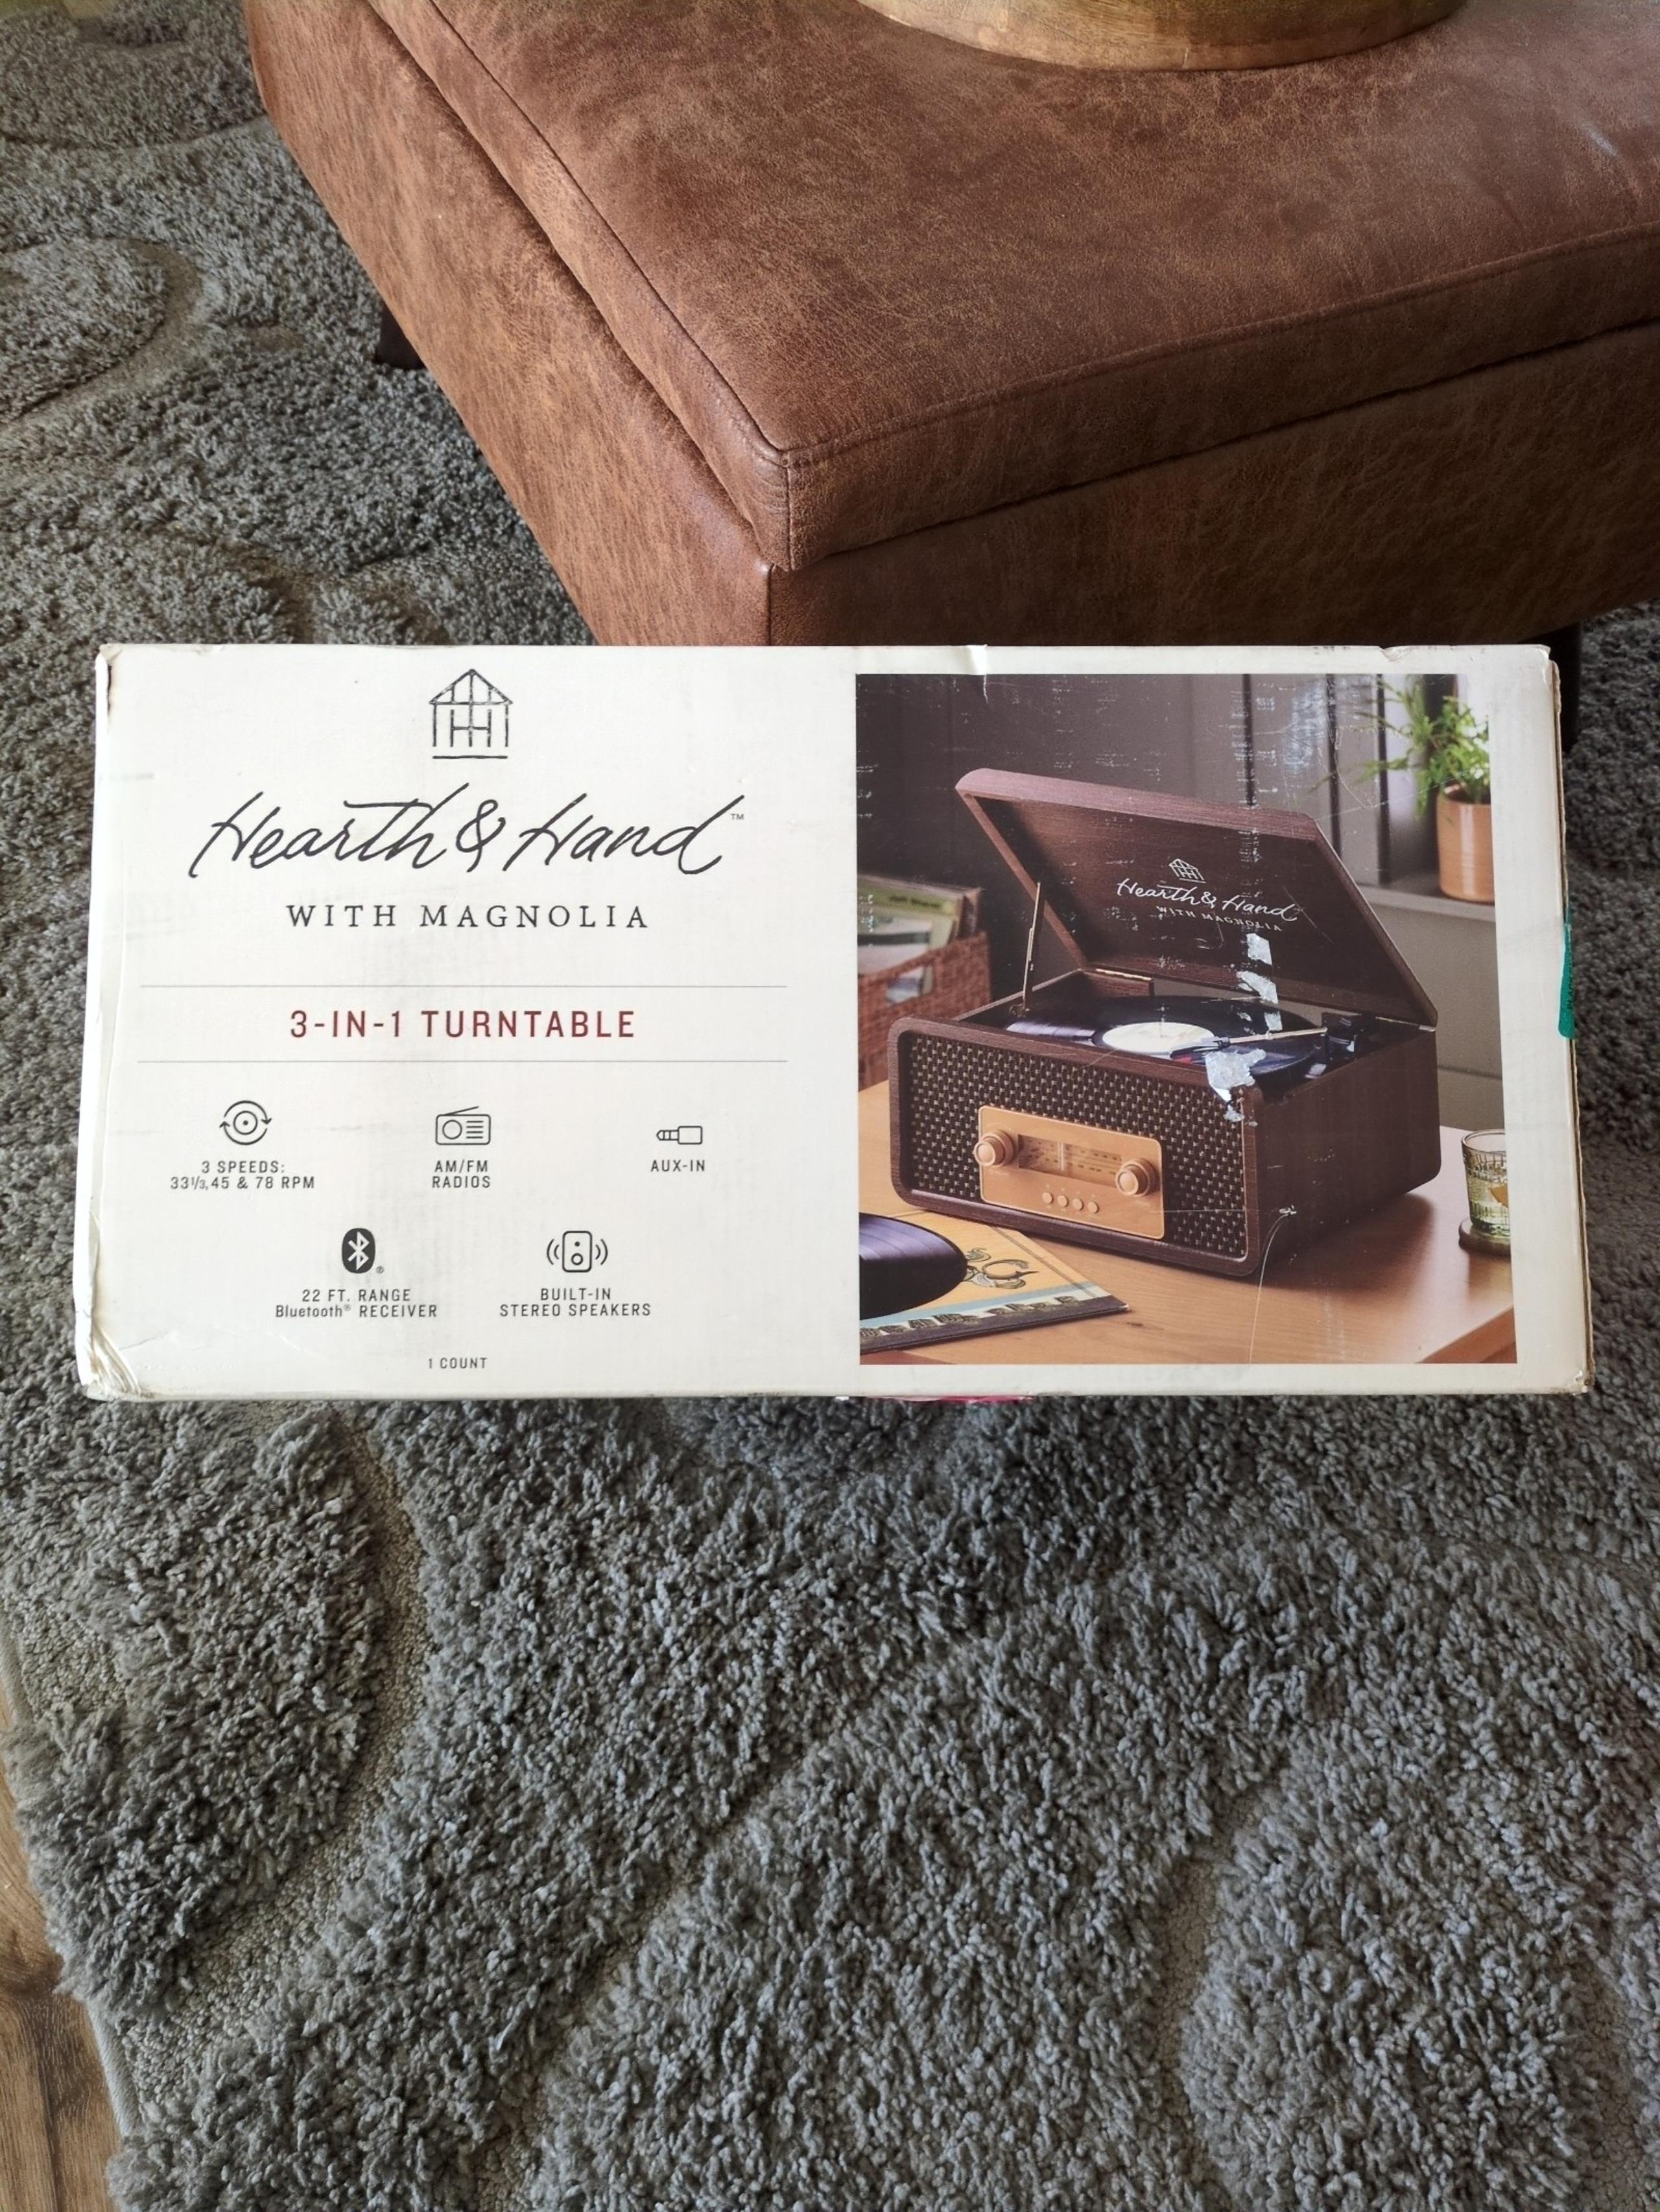 Hearth & Hand™
WITH MAGNOLIA
3-IN-1 TURNTABLE
3 SPEEDS:
33⅓, 45 & 78 RPM
AM/FM
RADIOS
AUX-IN
22 FT. RANGE
Bluetooth® RECEIVER
BUILT-IN
STEREO SPEAKERS
1 COUNT
Hearth & Hand
WITH MAGNOLIA